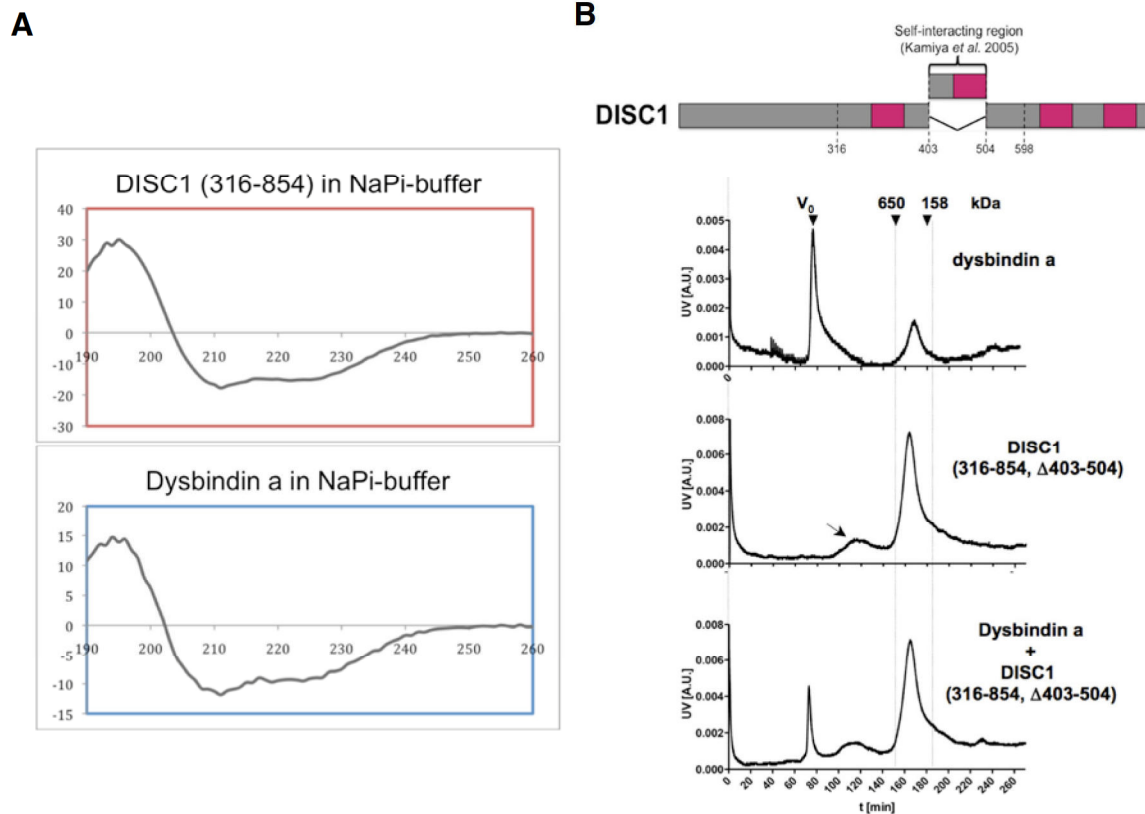 A
DISC1 (316-854) in NaPi-buffer
40
30
20
10
0
-10
-20
-30
190 200 210 220 230 240 250 260
Dysbindin a in NaPi-buffer
20
15
10
5
0
-5
-10
-15
190 200 210 220 230 240 250 260
B
Self-interacting region
(Kamiya et al. 2005)
DISC1
316 403 504 598
V0 650 158 kDa
dysbindin a
UV [A.U.]
0.005
0.004
0.003
0.002
0.001
0.000
0
DISC1
(316-854, Δ403-504)
UV [A.U.]
0.008
0.006
0.004
0.002
0.000
Dysbindin a
+
DISC1
(316-854, Δ403-504)
UV [A.U.]
0.008
0.006
0.004
0.002
0.000
0 20 40 60 80 100 120 140 160 180 200 220 240 260
t [min]